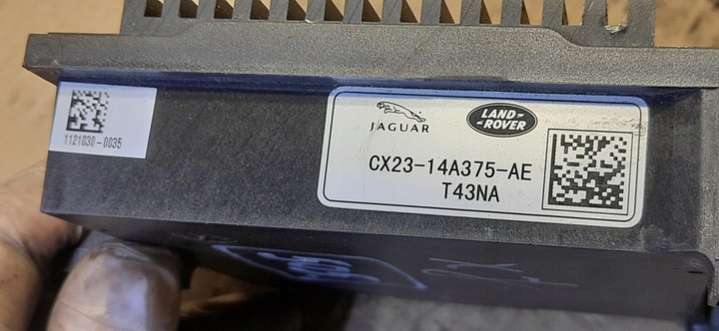 1121030-0035
JAGUAR
LAND-
-ROVER
CX23-14A375-AE
T43NA